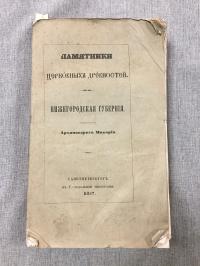 ПАМЯТНИКИ
ЦЕРКОВНЫХЪ ДРЕВНОСТЕЙ.
НИЖЕГОРОДСКАЯ ГУБЕРНІЯ.
Архимандрита Макарія
САНКТПЕТЕРБУРГЪ.
1857.